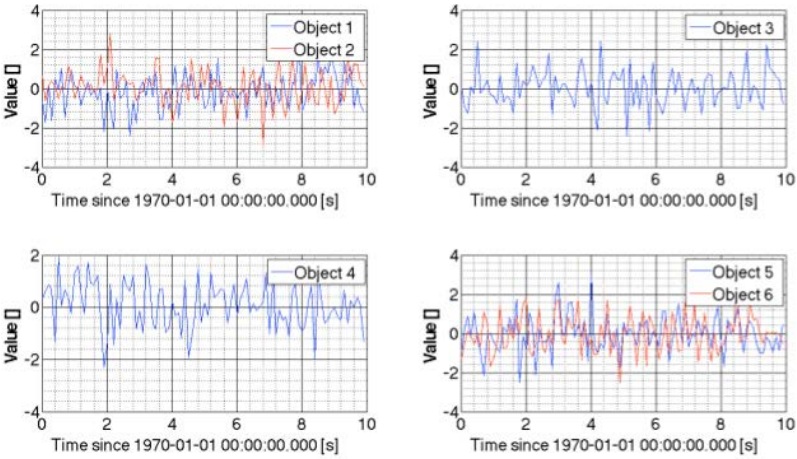 4
2
0
-2
-4
Value []
Object 1
Object 2
0 2 4 6 8 10
Time since 1970-01-01 00:00:00.000 [s]
4
2
0
-2
-4
Value []
Object 3
0 2 4 6 8 10
Time since 1970-01-01 00:00:00.000 [s]
2
0
-2
-4
Value []
Object 4
0 2 4 6 8 10
Time since 1970-01-01 00:00:00.000 [s]
4
2
0
-2
-4
Value []
Object 5
Object 6
0 2 4 6 8 10
Time since 1970-01-01 00:00:00.000 [s]